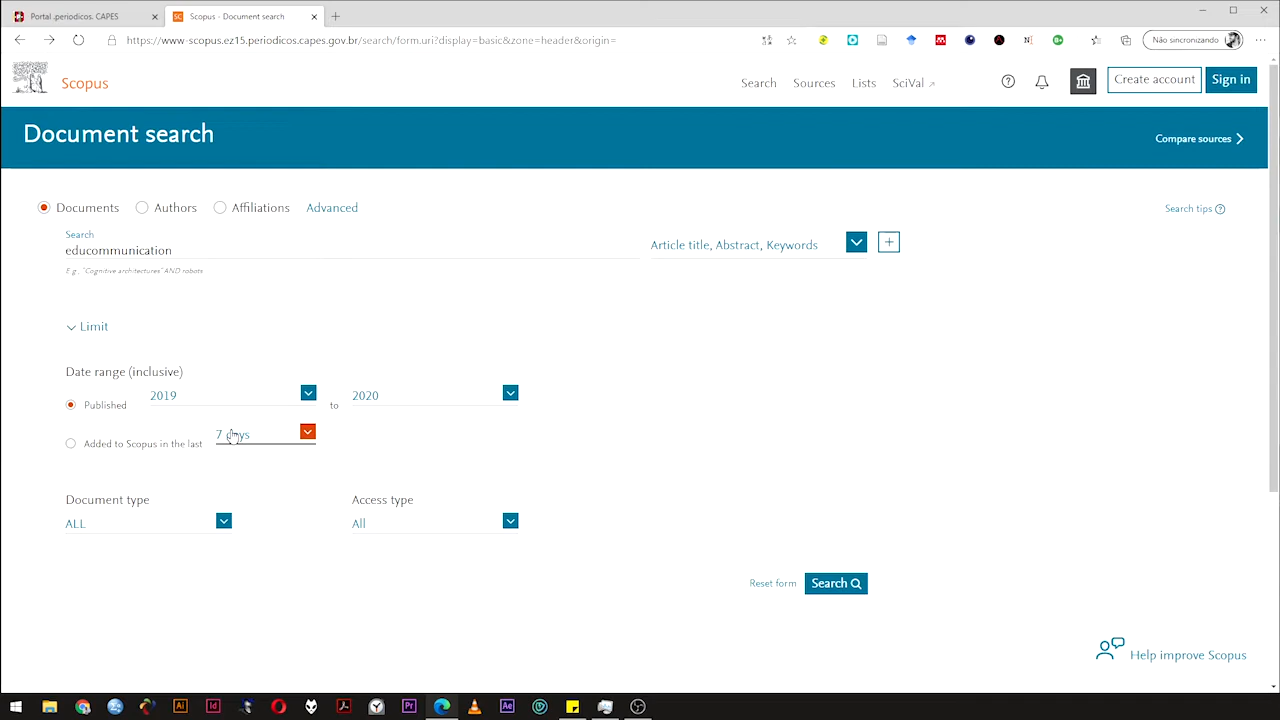 Portal .periodicos. CAPES
Scopus - Document search
https://www-scopus.ez15.periodicos.capes.gov.br/search/form.uri?display=basic&zone=header&origin=
Não sincronizando
Scopus
Search
Sources
Lists
SciVal
Create account
Sign in
Document search
Compare sources
Documents
Authors
Affiliations
Advanced
Search tips
Search
educommunication
Article title, Abstract, Keywords
E.g., "Cognitive architectures" AND robots
Limit
Date range (inclusive)
Published
2019
to
2020
Added to Scopus in the last
7 days
Document type
Access type
ALL
All
Reset form
Search
Help improve Scopus